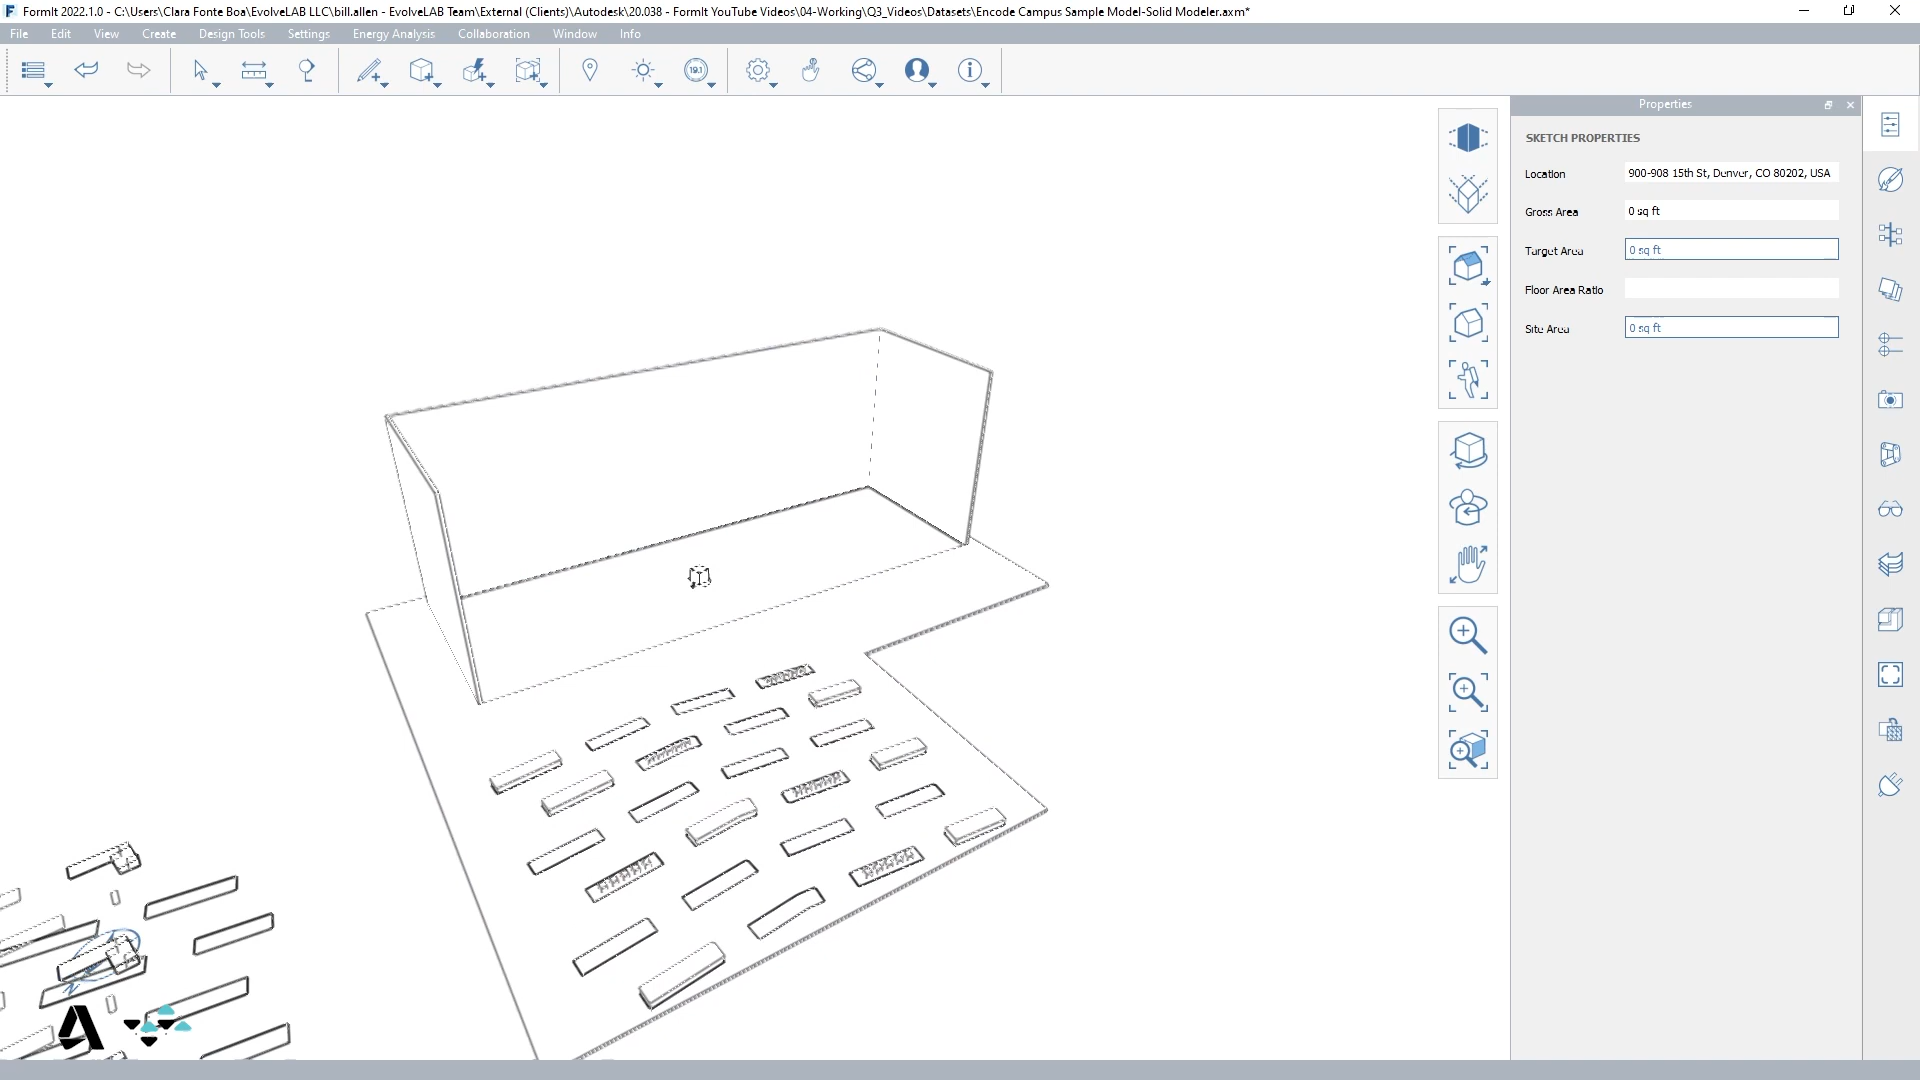 FormIt 2022.1.0 - C:\Users\Clara Fonte Boa\EvolveLAB LLC\bill.allen - EvolveLAB Team\External (Clients)\Autodesk\20.038 - FormIt YouTube Videos\04-Working\Q3_Videos\Datasets\Encode Campus Sample Model-Solid Modeler.axm*
File Edit View Create Design Tools Settings Energy Analysis Collaboration Window Info
19.1
Properties
SKETCH PROPERTIES
Location 900-908 15th St, Denver, CO 80202, USA
Gross Area 0 sq ft
Target Area 0 sq ft
Floor Area Ratio
Site Area 0 sq ft
N